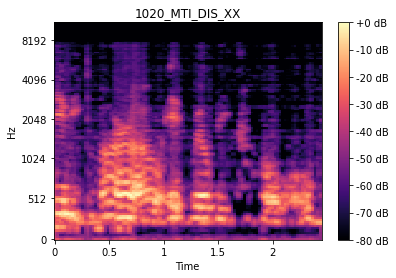 1020_MTI_DIS_XX
8192
4096
2048
1024
512
0
Hz
0
0.5
1
1.5
2
Time
+0 dB
-10 dB
-20 dB
-30 dB
-40 dB
-50 dB
-60 dB
-70 dB
-80 dB